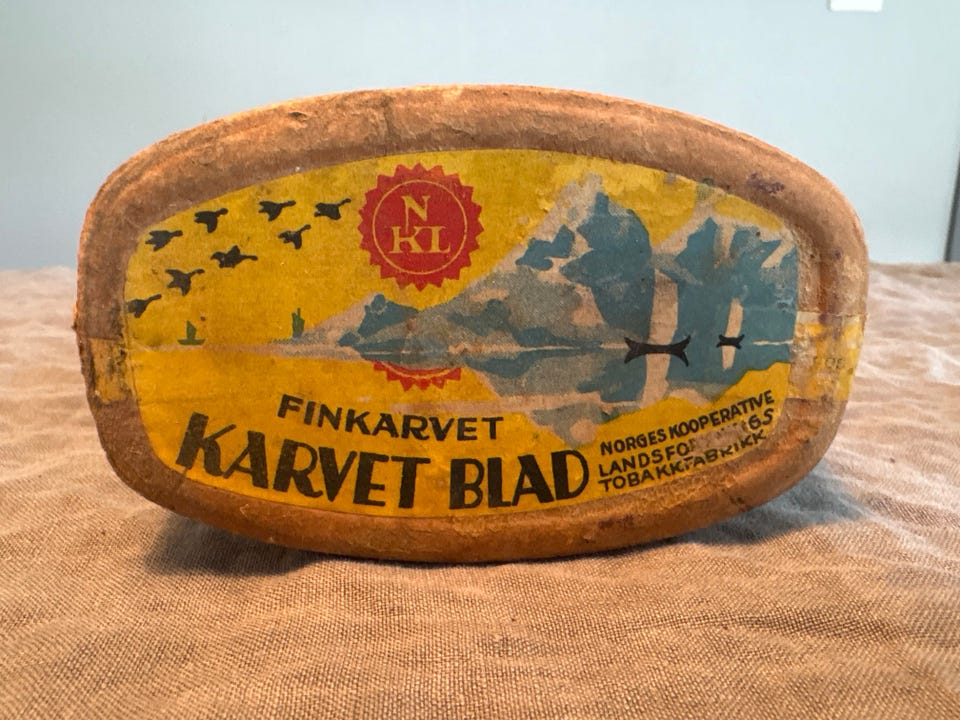 N
KL
FINKARVET
KARVET BLAD
NORGES KOOPERATIVE
TOBAKKFABRIKK